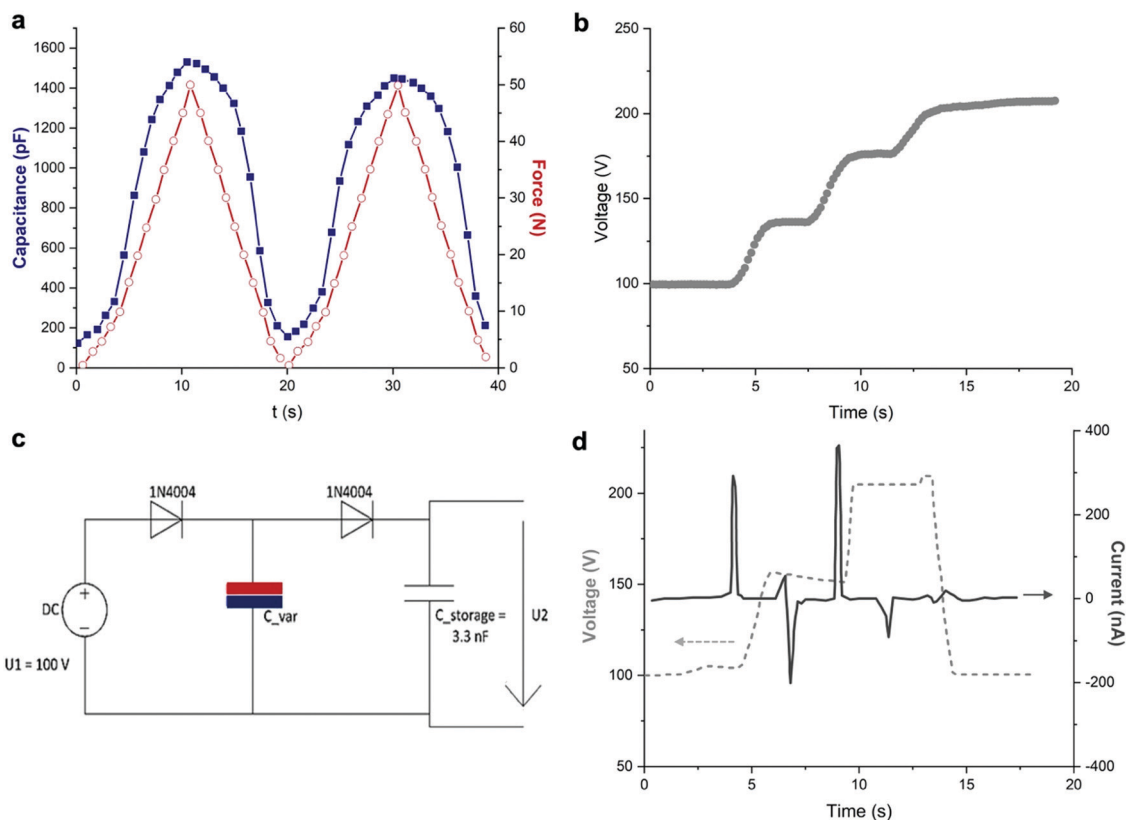 a
1600
1400
1200
1000
800
600
400
200
0
Capacitance (pF)
60
50
40
30
20
10
0
Force (N)
0 10 20 30 40
t (s)
b
250
200
150
100
50
Voltage (V)
0 5 10 15 20
Time (s)
c
1N4004 1N4004
DC
+
−
U1 = 100 V
C_var
C_storage =
3.3 nF
U2
d
200
150
100
50
Voltage (V)
400
200
0
-200
-400
Current (nA)
0 5 10 15 20
Time (s)